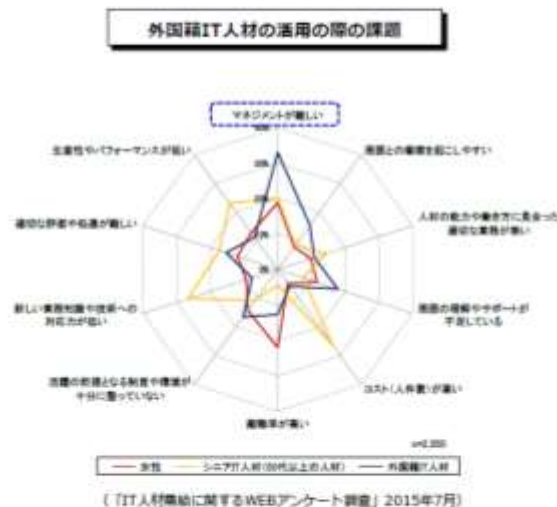 外国籍IT人材の活用の際の課題
マネジメントが難しい
生産性やパフォーマンスが低い
周囲との軋轢を起こしやすい
適切な評価や処遇が難しい
人材の能力や働き方に見合った
適切な業務が無い
新しい業務知識や技術への
対応力が低い
周囲の理解やサポートが
不足している
活躍の前提となる制度や環境が
十分に整っていない
コスト(人件費)が高い
離職率が高い
女性
シニアIT人材(50代以上の人材)
外国籍IT人材
(「IT人材需給に関するWEBアンケート調査」2015年7月)